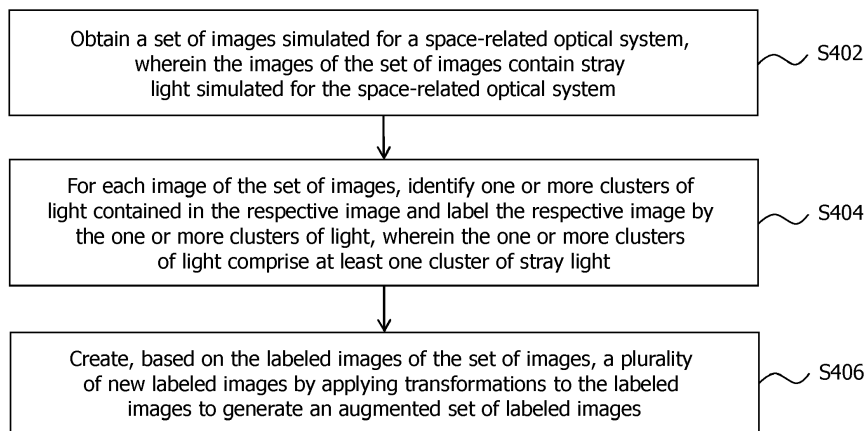 Obtain a set of images simulated for a space-related optical system,
wherein the images of the set of images contain stray
light simulated for the space-related optical system
S402
For each image of the set of images, identify one or more clusters of
light contained in the respective image and label the respective image by
the one or more clusters of light, wherein the one or more clusters
of light comprise at least one cluster of stray light
S404
Create, based on the labeled images of the set of images, a plurality
of new labeled images by applying transformations to the labeled
images to generate an augmented set of labeled images
S406